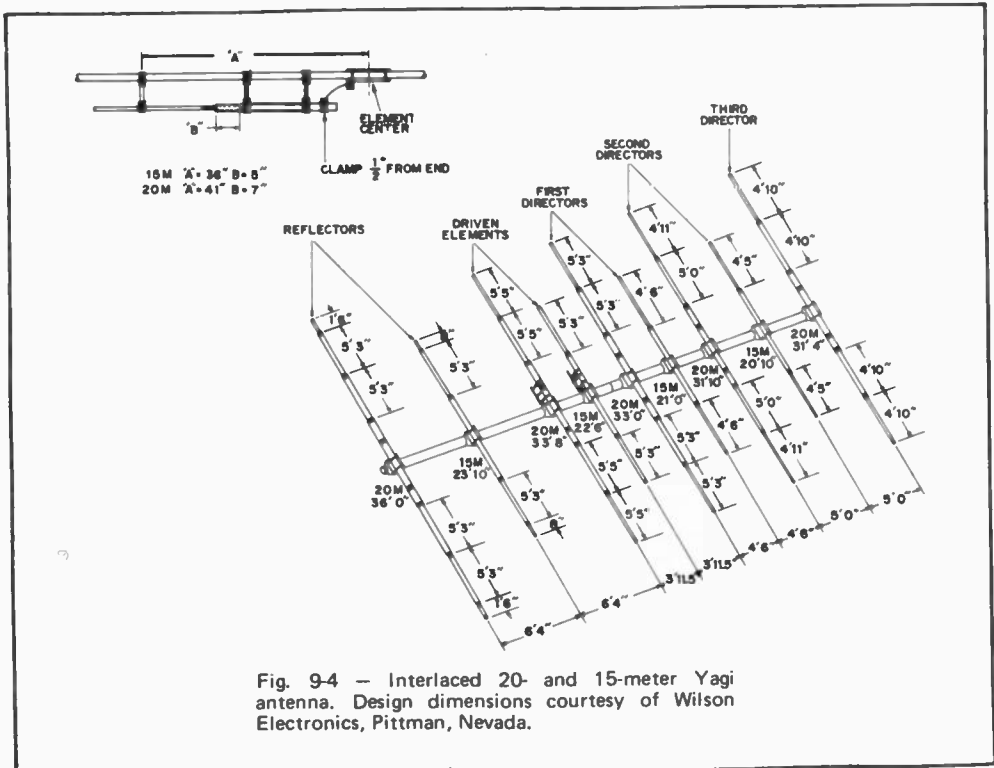 "A"
"B"
ELEMENT
CENTER
CLAMP 1/2" FROM END
15M "A"=36" B=5"
20M "A"=41" B=7"
REFLECTORS
DRIVEN
ELEMENTS
FIRST
DIRECTORS
SECOND
DIRECTORS
THIRD
DIRECTOR
1'6"
5'3"
5'3"
5'3"
5'5"
5'5"
5'3"
5'3"
5'3"
4'6"
4'11"
5'0"
4'5"
4'10"
4'10"
20M
36'0"
15M
23'10"
20M
33'8"
15M
22'6"
20M
33'0"
15M
21'0"
20M
31'10"
15M
20'10"
20M
31'4"
5'3"
5'3"
1'6"
5'3"
6"
5'5"
5'5"
5'3"
5'3"
5'3"
4'6"
5'0"
4'11"
4'5"
4'10"
4'10"
6'4"
6'4"
3'11.5"
3'11.5"
4'6"
4'6"
5'0"
5'0"
Fig. 9-4 — Interlaced 20- and 15-meter Yagi
antenna. Design dimensions courtesy of Wilson
Electronics, Pittman, Nevada.